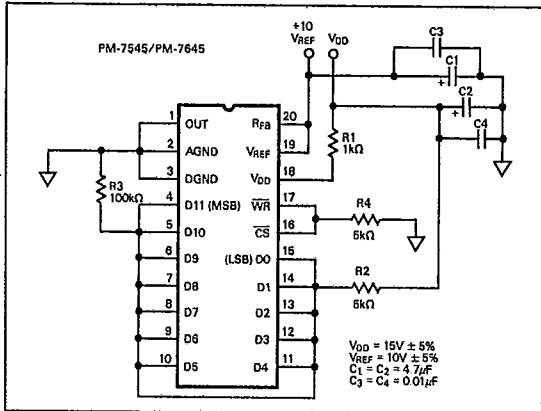 PM-7545/PM-7645
+10
VREF
VDD
C3
C1
+
C2
+
C4
R1
1kΩ
1 OUT
RFB 20
2 AGND
VREF 19
3 DGND
VDD 18
R3
100kΩ
4 D11 (MSB)
WR 17
5 D10
CS 16
R4
5kΩ
6 D9
(LSB) D0 15
7 D8
D1 14
R2
5kΩ
8 D7
D2 13
9 D6
D3 12
10 D5
D4 11
VDD = 15V ± 5%
VREF = 10V ± 5%
C1 = C2 = 4.7μF
C3 = C4 = 0.01μF